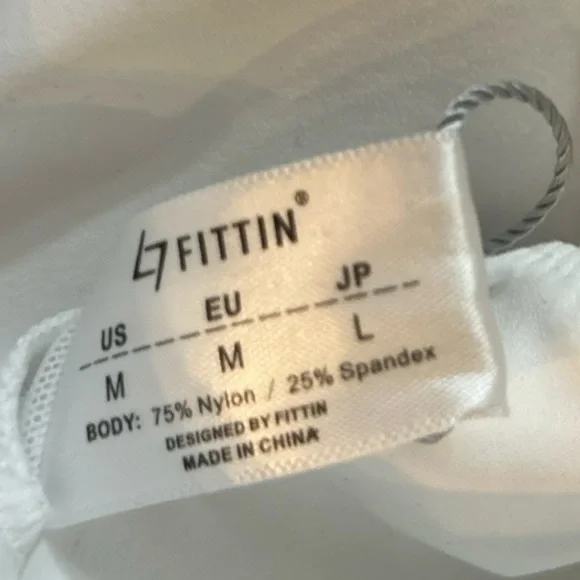 FITTIN®
US EU JP
M M L
BODY: 75% Nylon / 25% Spandex
DESIGNED BY FITTIN
MADE IN CHINA